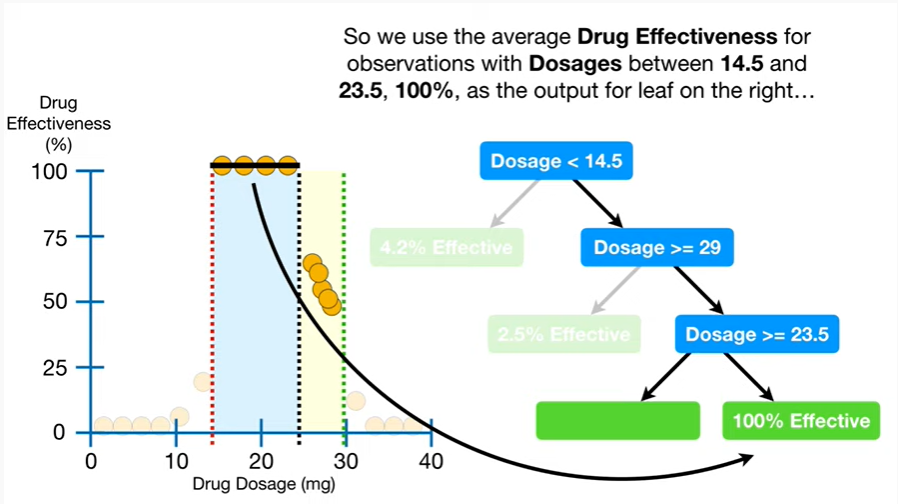 So we use the average Drug Effectiveness for
observations with Dosages between 14.5 and
23.5, 100%, as the output for leaf on the right...
Drug
Effectiveness
(%)
100
75
50
25
0
0
10
20
30
40
Drug Dosage (mg)
Dosage < 14.5
4.2% Effective
Dosage >= 29
2.5% Effective
Dosage >= 23.5
100% Effective